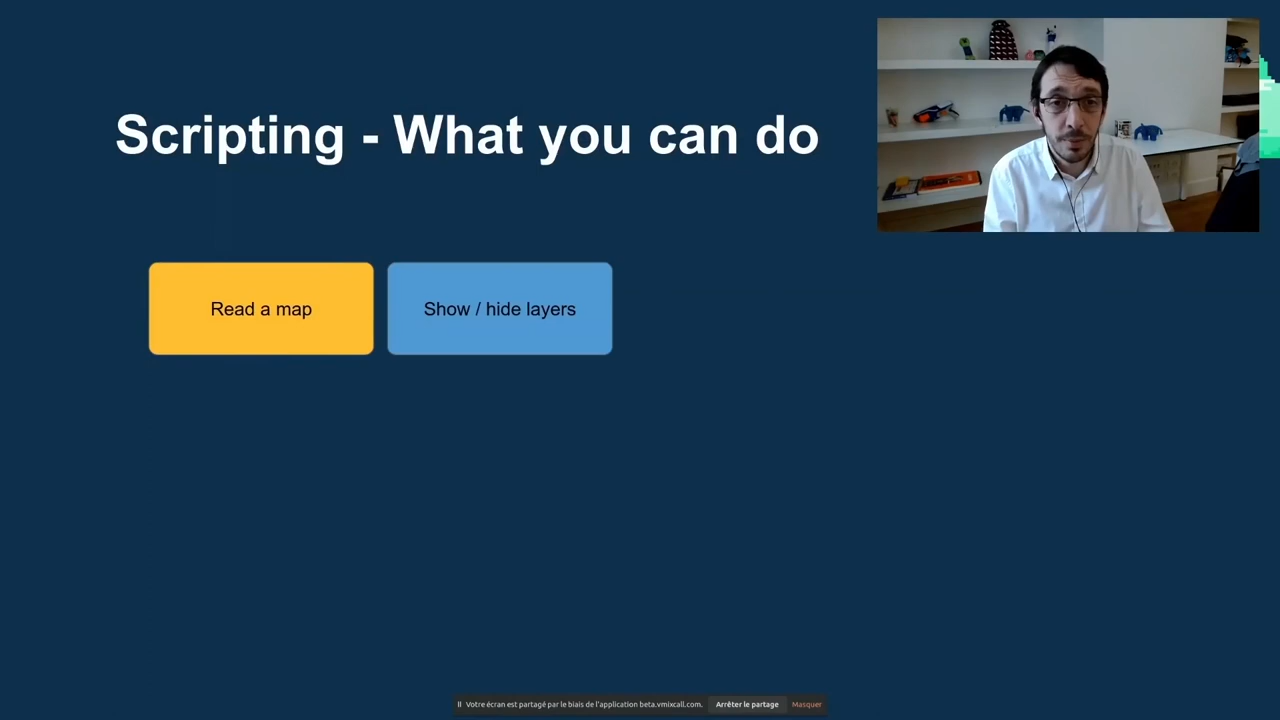 Scripting - What you can do
Read a map
Show / hide layers
Votre écran est partagé par le biais de l'application beta.vmixcall.com. Arrêter le partage Masquer